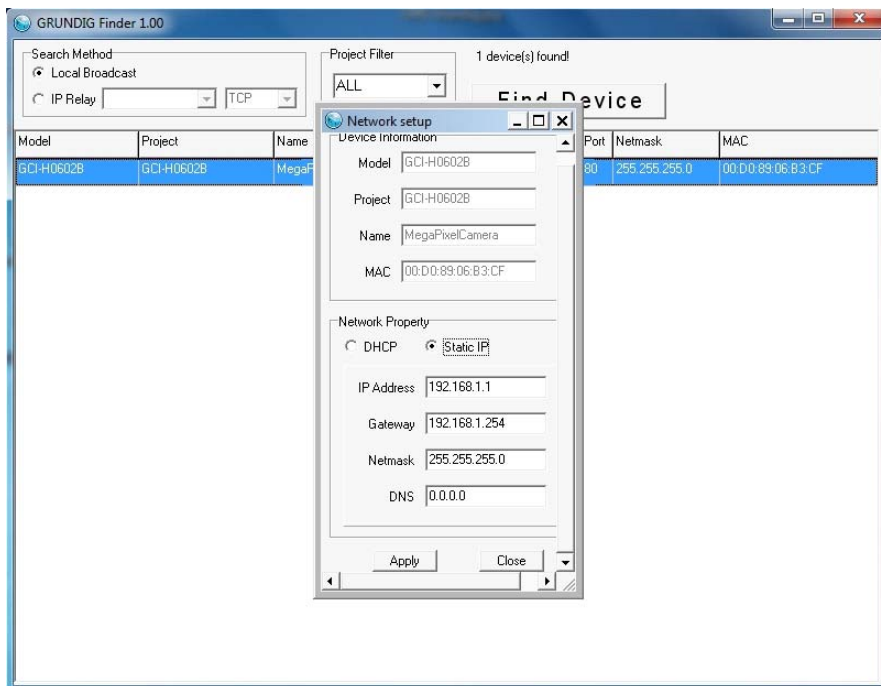 GRUNDIG Finder 1.00
Search Method
Local Broadcast
IP Relay
TCP
Project Filter
ALL
1 device(s) found!
Find Device
Model Project Name Port Netmask MAC
GCI-H0602B GCI-H0602B 80 255.255.255.0 00:D0:89:06:B3:CF
Network setup
Device Information
Model GCI-H0602B
Project GCI-H0602B
Name MegaPixelCamera
MAC 00:D0:89:06:B3:CF
Network Property
DHCP Static IP
IP Address 192.168.1.1
Gateway 192.168.1.254
Netmask 255.255.255.0
DNS 0.0.0.0
Apply Close